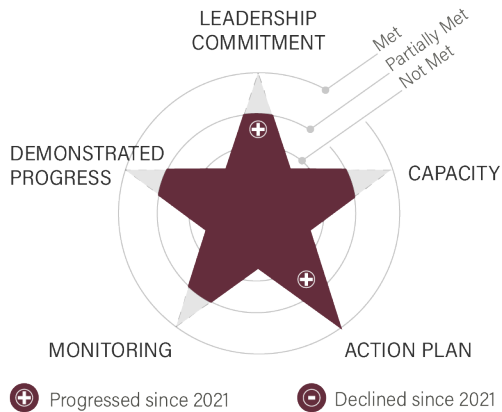 LEADERSHIP
COMMITMENT
Met
Partially Met
Not Met
DEMONSTRATED
PROGRESS
CAPACITY
MONITORING
ACTION PLAN
Progressed since 2021
Declined since 2021